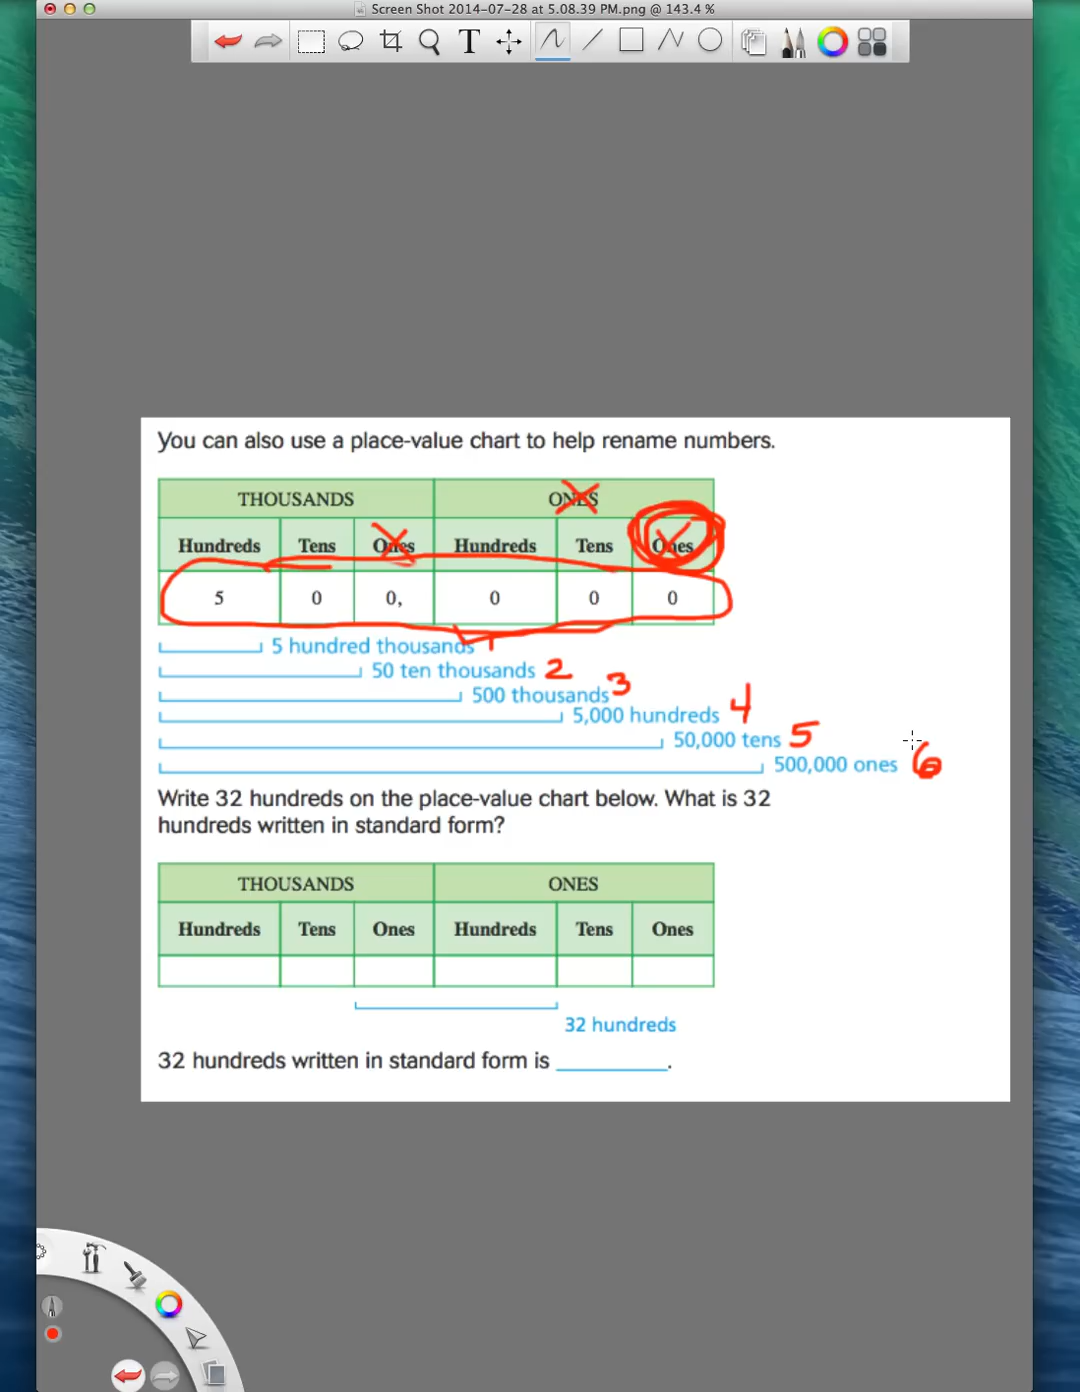 Screen Shot 2014-07-28 at 5.08.39 PM.png @ 143.4 %
T
You can also use a place-value chart to help rename numbers.
THOUSANDS ONES
Hundreds Tens Ones Hundreds Tens Ones
5 0 0, 0 0 0
5 hundred thousands 1
50 ten thousands 2
500 thousands 3
5,000 hundreds 4
50,000 tens 5
500,000 ones 6
Write 32 hundreds on the place-value chart below. What is 32
hundreds written in standard form?
THOUSANDS ONES
Hundreds Tens Ones Hundreds Tens Ones
32 hundreds
32 hundreds written in standard form is ________.